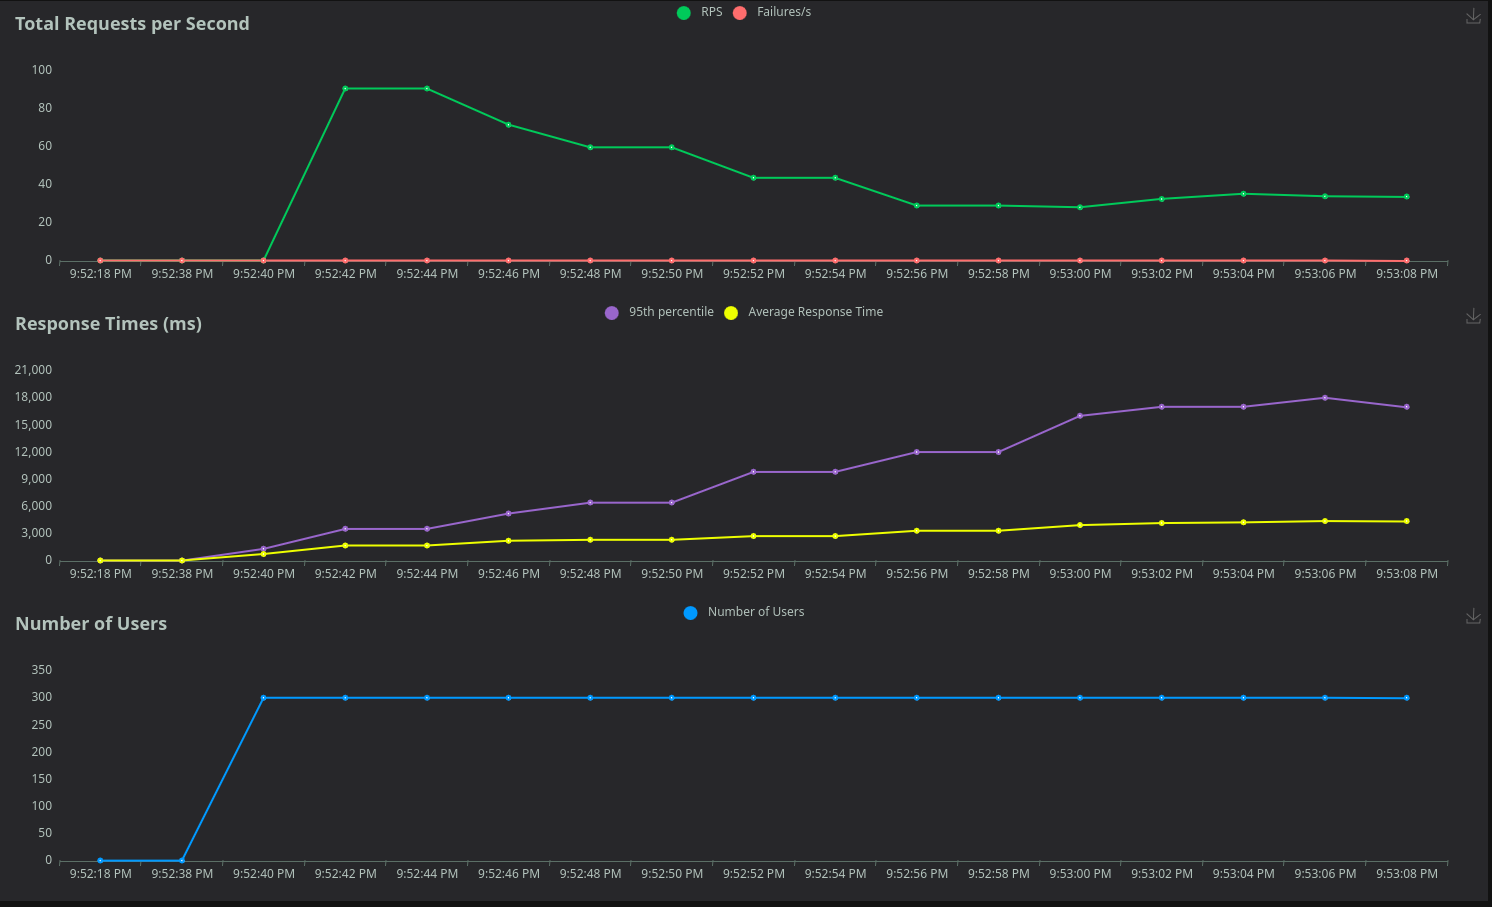 Total Requests per Second
RPS Failures/s
100
80
60
40
20
0
9:52:18 PM 9:52:38 PM 9:52:40 PM 9:52:42 PM 9:52:44 PM 9:52:46 PM 9:52:48 PM 9:52:50 PM 9:52:52 PM 9:52:54 PM 9:52:56 PM 9:52:58 PM 9:53:00 PM 9:53:02 PM 9:53:04 PM 9:53:06 PM 9:53:08 PM
Response Times (ms)
95th percentile Average Response Time
21,000
18,000
15,000
12,000
9,000
6,000
3,000
0
9:52:18 PM 9:52:38 PM 9:52:40 PM 9:52:42 PM 9:52:44 PM 9:52:46 PM 9:52:48 PM 9:52:50 PM 9:52:52 PM 9:52:54 PM 9:52:56 PM 9:52:58 PM 9:53:00 PM 9:53:02 PM 9:53:04 PM 9:53:06 PM 9:53:08 PM
Number of Users
Number of Users
350
300
250
200
150
100
50
0
9:52:18 PM 9:52:38 PM 9:52:40 PM 9:52:42 PM 9:52:44 PM 9:52:46 PM 9:52:48 PM 9:52:50 PM 9:52:52 PM 9:52:54 PM 9:52:56 PM 9:52:58 PM 9:53:00 PM 9:53:02 PM 9:53:04 PM 9:53:06 PM 9:53:08 PM